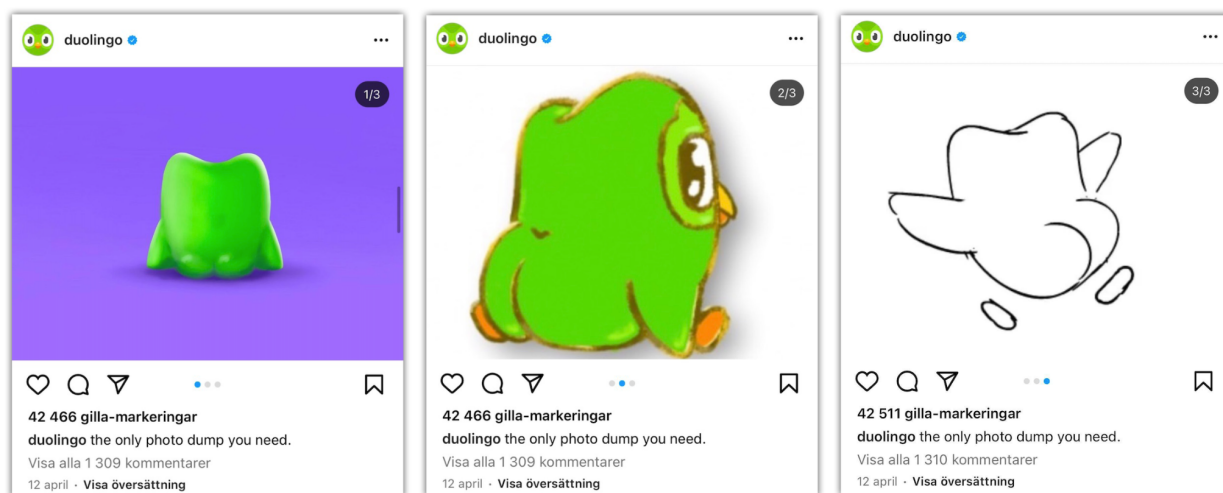 duolingo
1/3
42 466 gilla-markeringar
duolingo the only photo dump you need.
Visa alla 1 309 kommentarer
12 april · Visa översättning
duolingo
2/3
42 466 gilla-markeringar
duolingo the only photo dump you need.
Visa alla 1 309 kommentarer
12 april · Visa översättning
duolingo
3/3
42 511 gilla-markeringar
duolingo the only photo dump you need.
Visa alla 1 310 kommentarer
12 april · Visa översättning